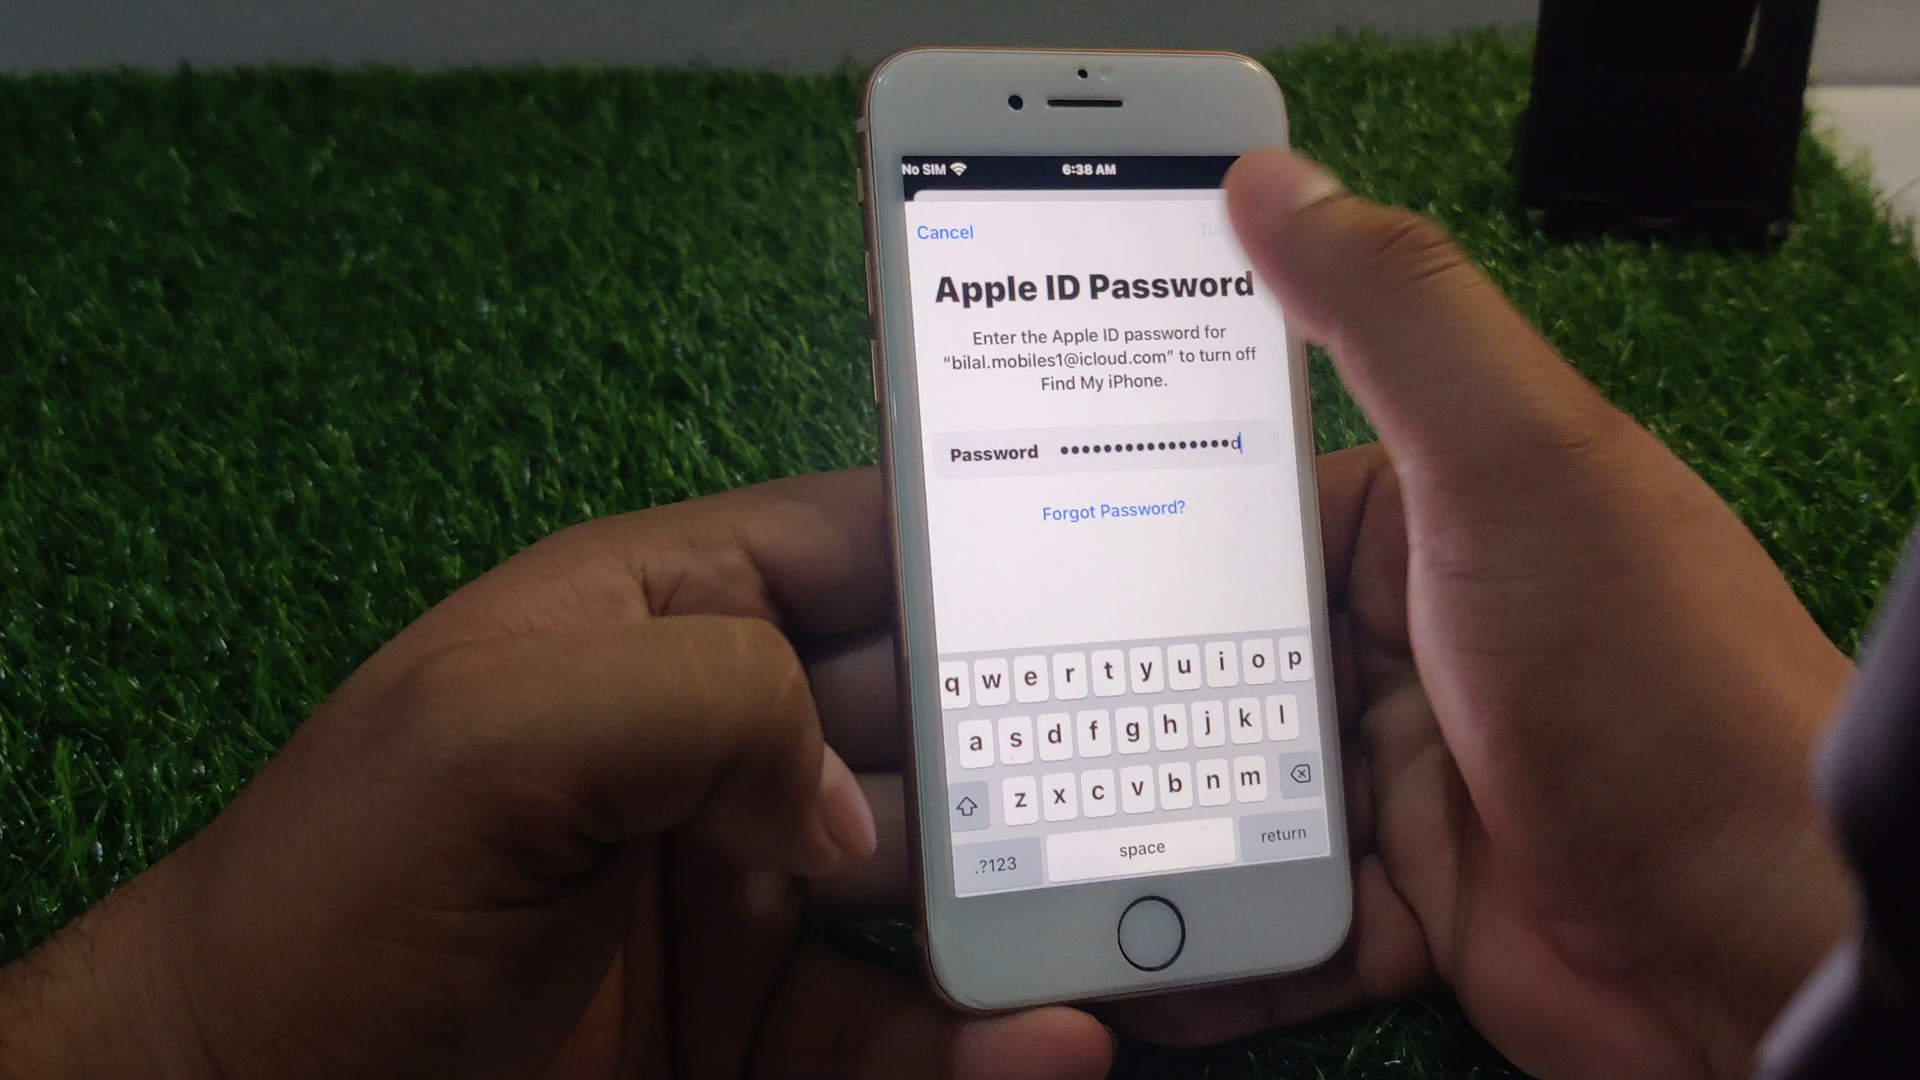 No SIM
6:38 AM
Cancel
Apple ID Password
Enter the Apple ID password for
“bilal.mobiles1@icloud.com” to turn off
Find My iPhone.
Password ••••••••••••••••d
Forgot Password?
q w e r t y u i o p
a s d f g h j k l
z x c v b n m
.?123 space return